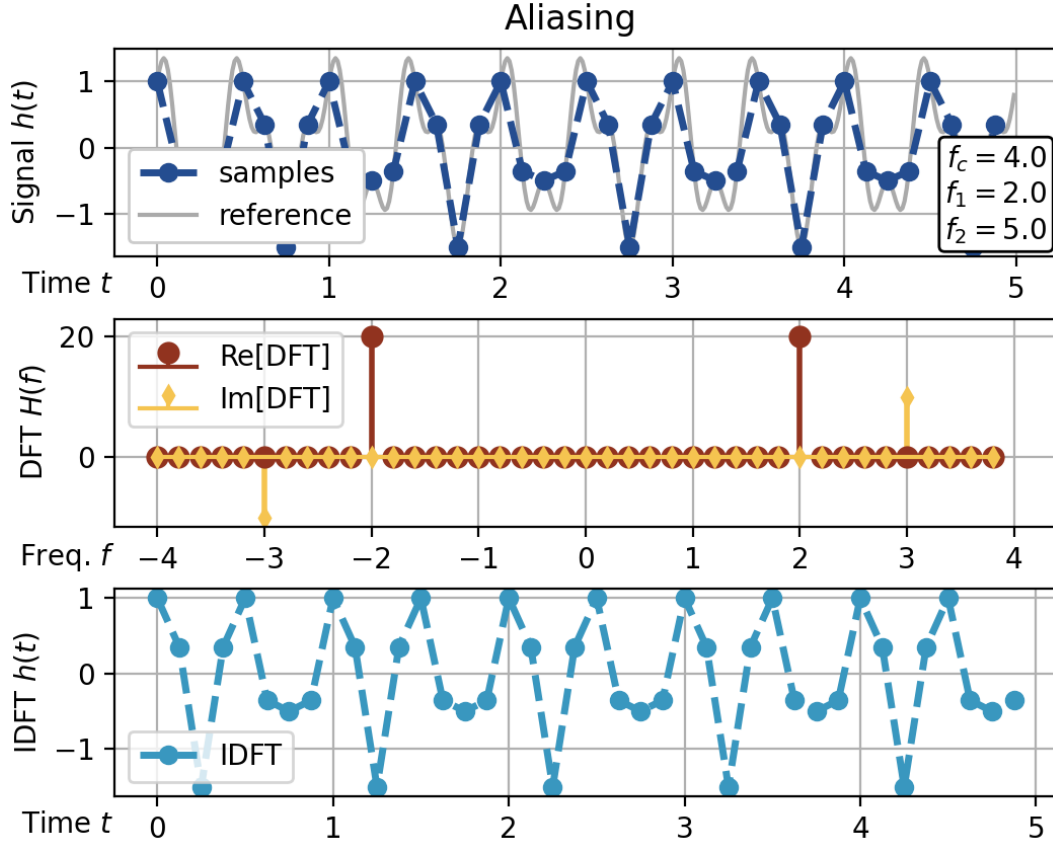 Aliasing
Signal h(t)
1
0
−1
samples
reference
f_c = 4.0
f_1 = 2.0
f_2 = 5.0
Time t
0 1 2 3 4 5
DFT H(f)
20
0
Re[DFT]
Im[DFT]
Freq. f
−4 −3 −2 −1 0 1 2 3 4
IDFT h(t)
1
0
−1
IDFT
Time t
0 1 2 3 4 5